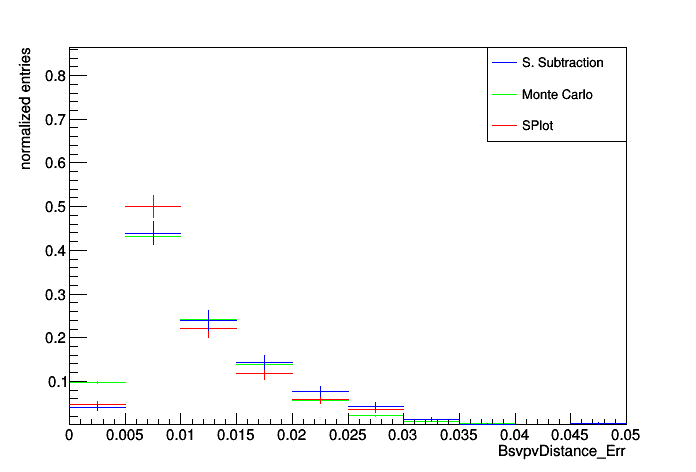 normalized entries
0.8
0.7
0.6
0.5
0.4
0.3
0.2
0.1
S. Subtraction
Monte Carlo
SPlot
0 0.005 0.01 0.015 0.02 0.025 0.03 0.035 0.04 0.045 0.05
BsvpvDistance_Err